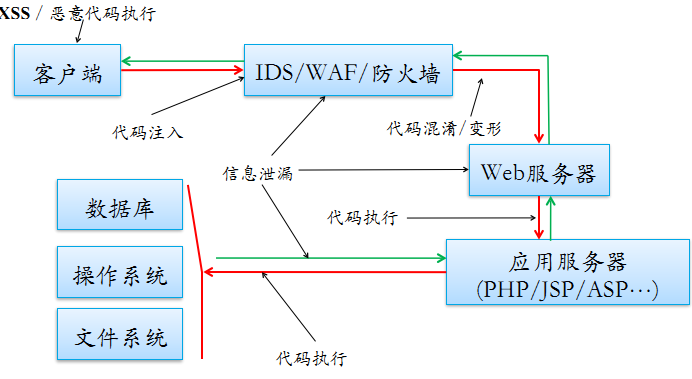 XSS / 恶意代码执行
客户端
IDS/WAF/防火墙
代码注入
代码混淆/变形
信息泄漏
Web服务器
数据库
代码执行
操作系统
应用服务器
(PHP/JSP/ASP…)
文件系统
代码执行